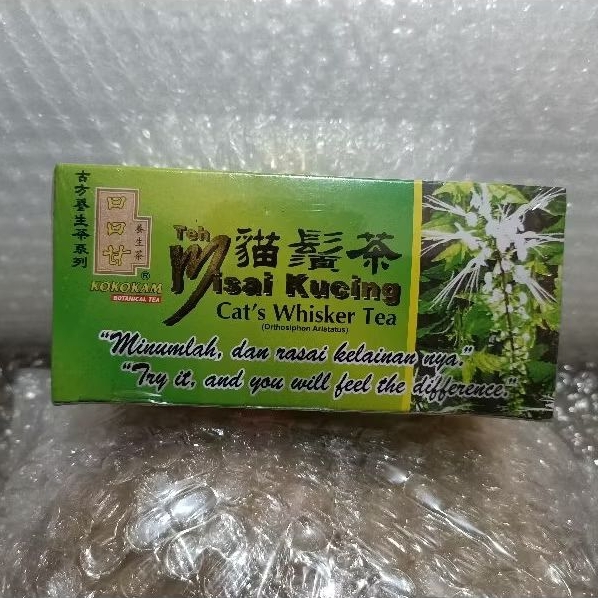 古方養生茶系列
口口甘
養生茶
®
KOKOKAM
BOTANICAL TEA
Teh
貓鬚茶
Misai Kucing
Cat's Whisker Tea
(Orthosiphon Aristatus)
"Minumlah, dan rasai kelainan nya."
"Try it, and you will feel the difference."